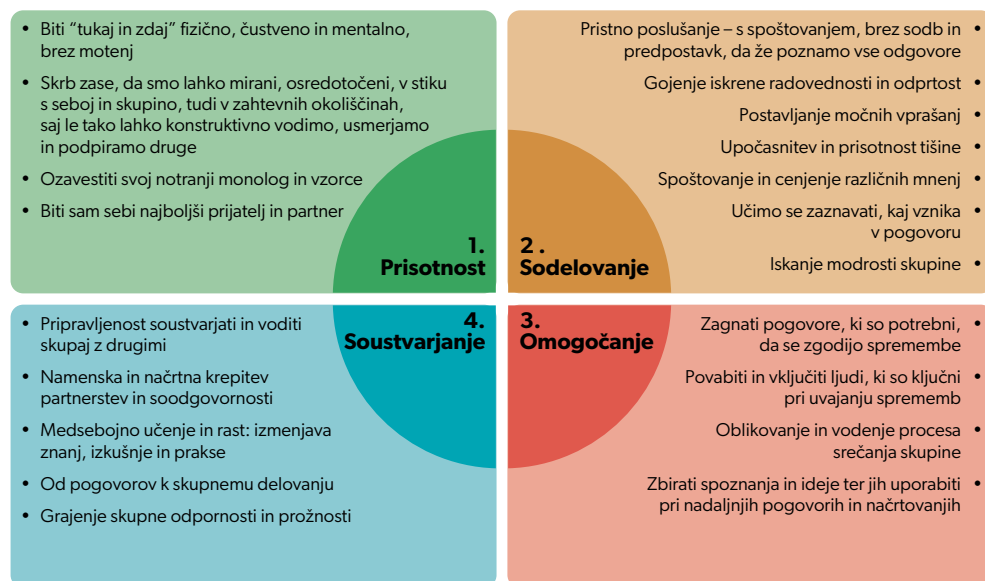 • Biti “tukaj in zdaj” fizično, čustveno in mentalno,
brez motenj
• Skrb zase, da smo lahko mirani, osredotočeni, v stiku
s seboj in skupino, tudi v zahtevnih okoliščinah,
saj le tako lahko konstruktivno vodimo, usmerjamo
in podpiramo druge
• Ozavestiti svoj notranji monolog in vzorce
• Biti sam sebi najboljši prijatelj in partner
1.
Prisotnost
Pristno poslušanje – s spoštovanjem, brez sodb in •
predpostavk, da že poznamo vse odgovore
Gojenje iskrene radovednosti in odprtost •
Postavljanje močnih vprašanj •
Upočasnitev in prisotnost tišine •
Spoštovanje in cenjenje različnih mnenj •
Učimo se zaznavati, kaj vznika •
v pogovoru
Iskanje modrosti skupine •
2 .
Sodelovanje
3.
Omogočanje
Zagnati pogovore, ki so potrebni, •
da se zgodijo spremembe
Povabiti in vključiti ljudi, ki so ključni •
pri uvajanju sprememb
Oblikovanje in vodenje procesa •
srečanja skupine
Zbirati spoznanja in ideje ter jih uporabiti •
pri nadaljnjih pogovorih in načrtovanjih
4.
Soustvarjanje
• Pripravljenost soustvarjati in voditi
skupaj z drugimi
• Namenska in načrtna krepitev
partnerstev in soodgovornosti
• Medsebojno učenje in rast: izmenjava
znanj, izkušnje in prakse
• Od pogovorov k skupnemu delovanju
• Grajenje skupne odpornosti in prožnosti